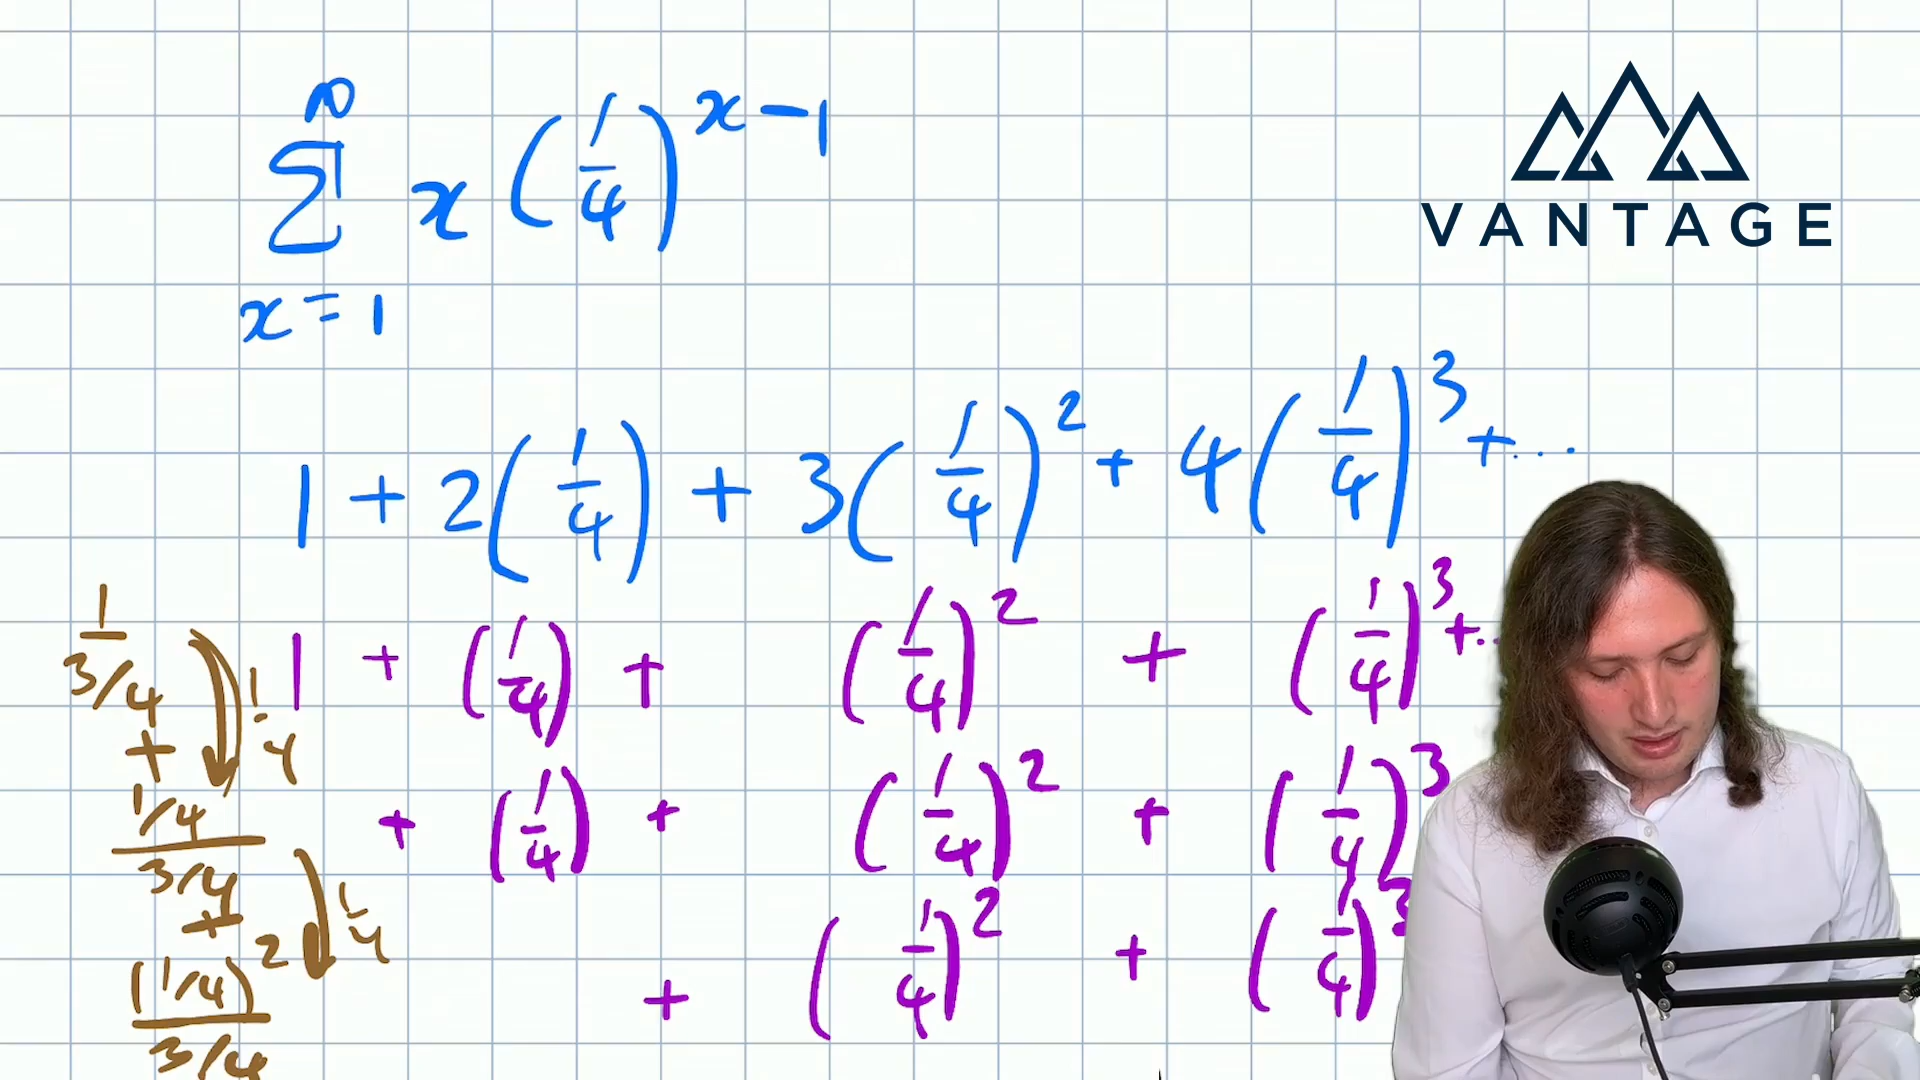 ∞
Σ x (1/4)^(x-1)
x = 1
VANTAGE
1 + 2(1/4) + 3(1/4)^2 + 4(1/4)^3 + ...
1 + (1/4) + (1/4)^2 + (1/4)^3 + ..
+ (1/4) + (1/4)^2 + (1/4)^3
+ (1/4)^2 + (1/4)^3
1
3/4
1/4
+
1/4
3/4
+
1/4
(1/4)^2
3/4